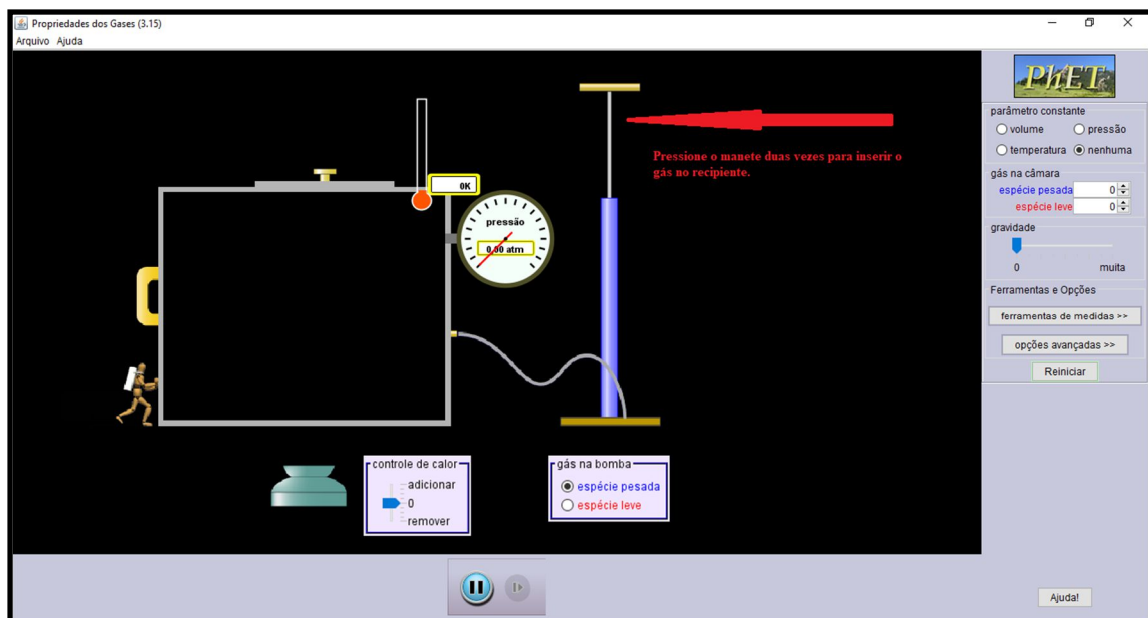 Propriedades dos Gases (3.15)
Arquivo Ajuda
PhET
parâmetro constante
volume pressão
temperatura nenhuma
gás na câmara
espécie pesada 0
espécie leve 0
gravidade
0 muita
Ferramentas e Opções
ferramentas de medidas >>
opções avançadas >>
Reiniciar
Pressione o manete duas vezes para inserir o
gás no recipiente.
0K
pressão
0,00 atm
controle de calor
adicionar
0
remover
gás na bomba
espécie pesada
espécie leve
Ajuda!